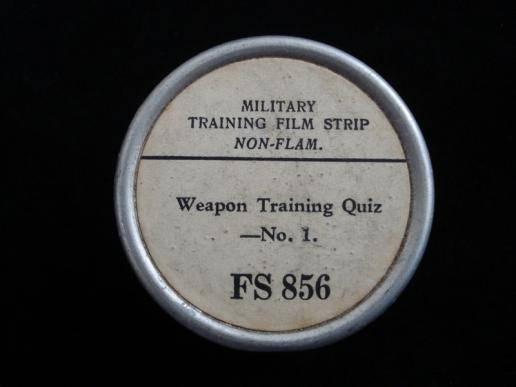 MILITARY
TRAINING FILM STRIP
NON-FLAM.
Weapon Training Quiz
—No. 1.
FS 856